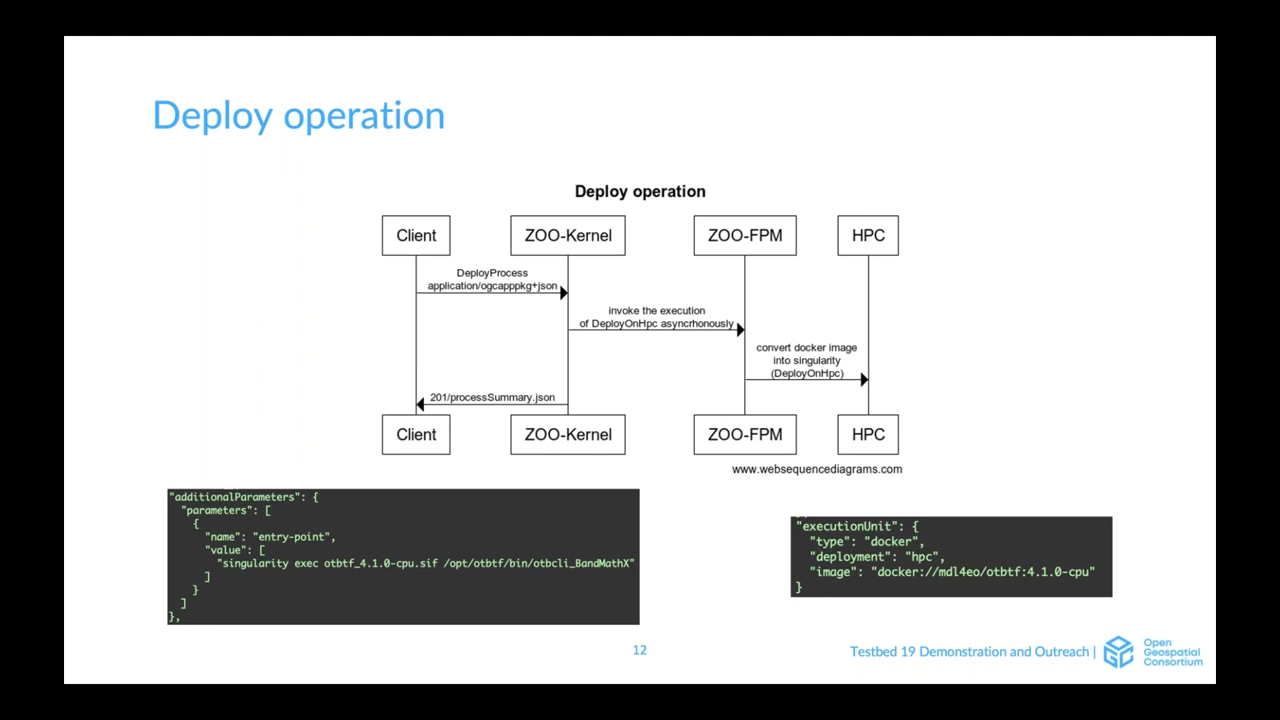 Deploy operation
Deploy operation
Client
ZOO-Kernel
ZOO-FPM
HPC
DeployProcess
application/ogcapppkg+json
invoke the execution
of DeployOnHpc asyncrhonously
convert docker image
into singularity
(DeployOnHpc)
201/processSummary.json
Client
ZOO-Kernel
ZOO-FPM
HPC
www.websequencediagrams.com
"additionalParameters": {
"parameters": [
{
"name": "entry-point",
"value": [
"singularity exec otbtf_4.1.0-cpu.sif /opt/otbtf/bin/otbcli_BandMathX"
]
}
]
},
"executionUnit": {
"type": "docker",
"deployment": "hpc",
"image": "docker://mdl4eo/otbtf:4.1.0-cpu"
}
12
Testbed 19 Demonstration and Outreach |
Open
Geospatial
Consortium